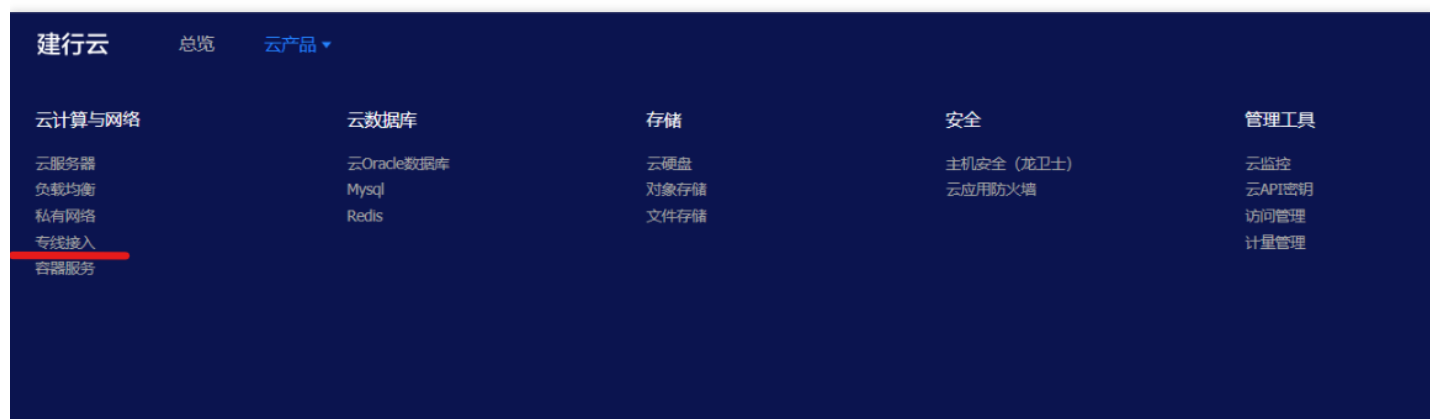 建行云 总览 云产品
云计算与网络
云服务器
负载均衡
私有网络
专线接入
容器服务
云数据库
云Oracle数据库
Mysql
Redis
存储
云硬盘
对象存储
文件存储
安全
主机安全（龙卫士）
云应用防火墙
管理工具
云监控
云API密钥
访问管理
计量管理